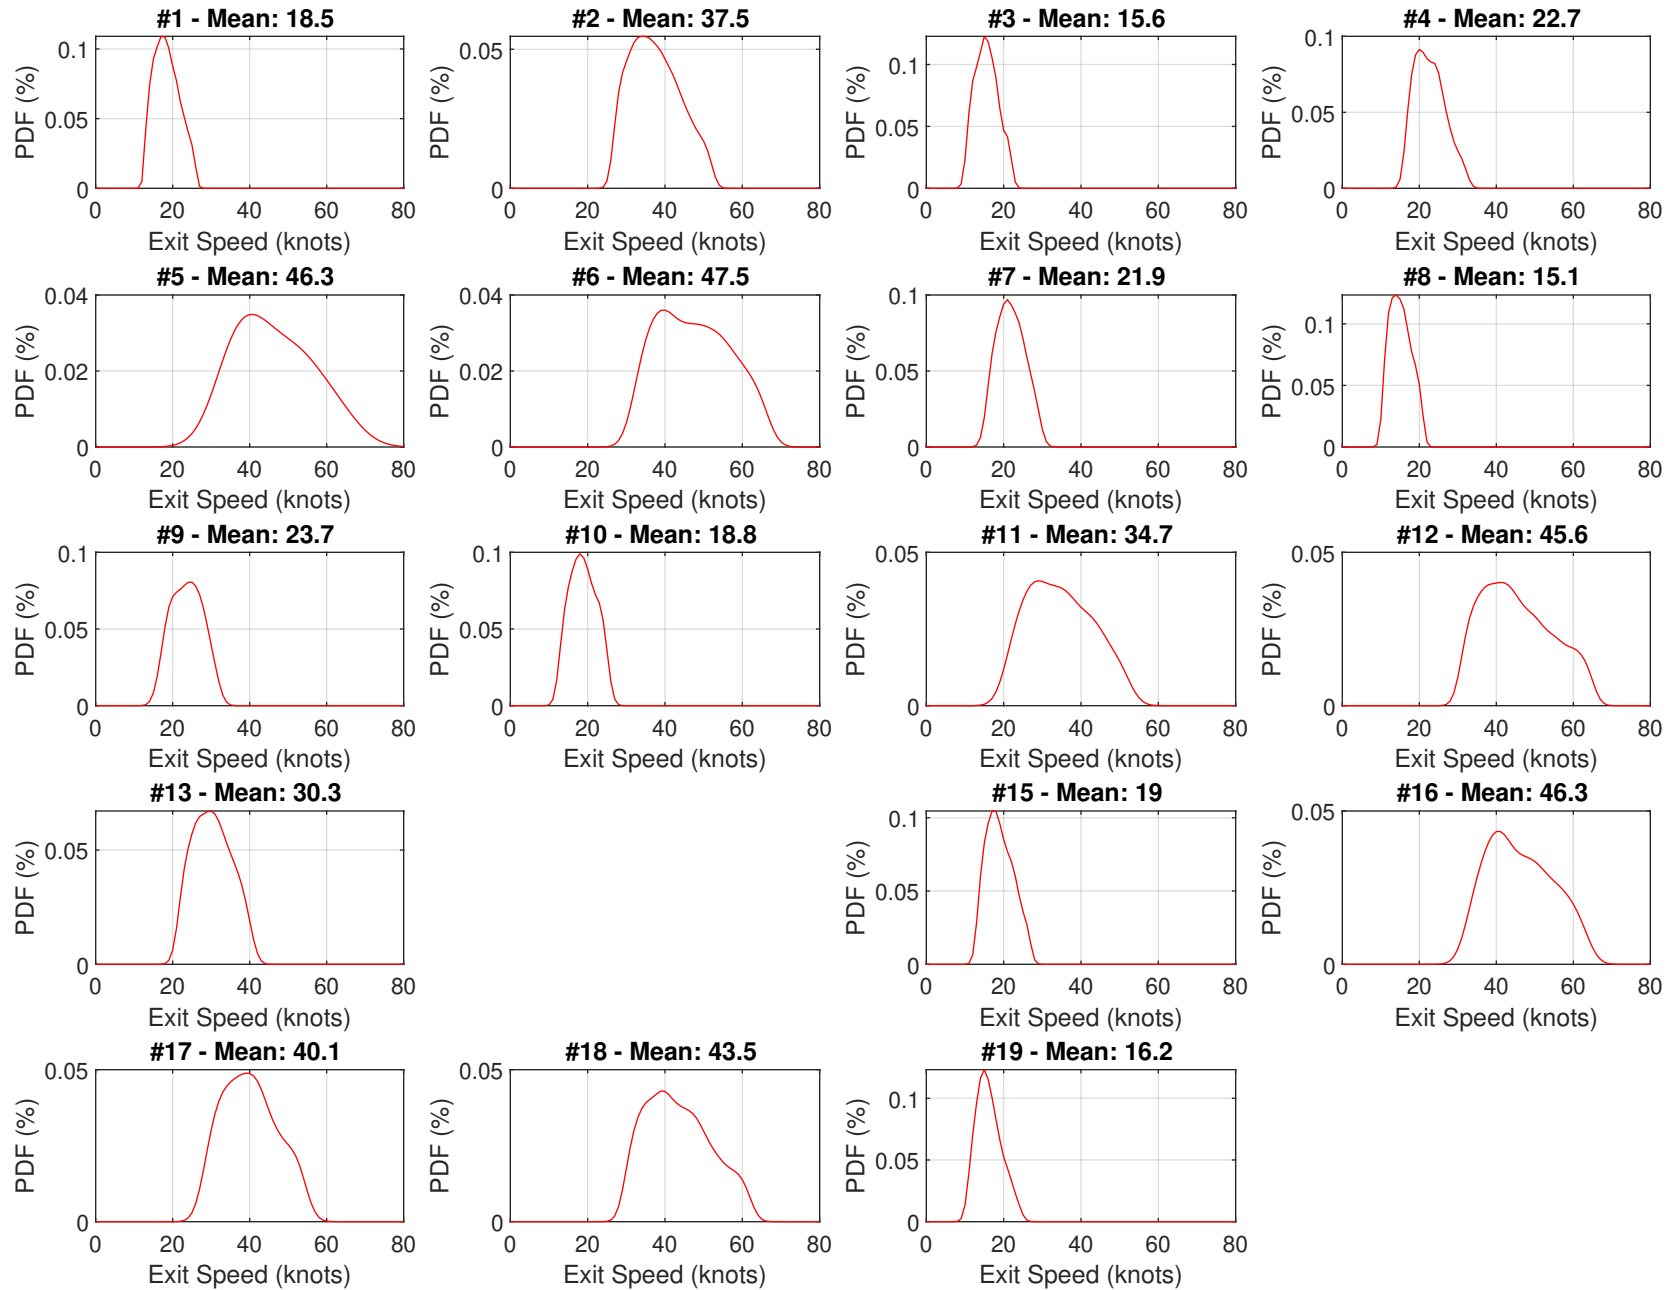 #1 - Mean: 18.5
PDF (%)
0.1
0.05
0
0 20 40 60 80
Exit Speed (knots)
#2 - Mean: 37.5
PDF (%)
0.05
0
0 20 40 60 80
Exit Speed (knots)
#3 - Mean: 15.6
PDF (%)
0.1
0.05
0
0 20 40 60 80
Exit Speed (knots)
#4 - Mean: 22.7
PDF (%)
0.1
0.05
0
0 20 40 60 80
Exit Speed (knots)
#5 - Mean: 46.3
PDF (%)
0.04
0.02
0
0 20 40 60 80
Exit Speed (knots)
#6 - Mean: 47.5
PDF (%)
0.04
0.02
0
0 20 40 60 80
Exit Speed (knots)
#7 - Mean: 21.9
PDF (%)
0.1
0.05
0
0 20 40 60 80
Exit Speed (knots)
#8 - Mean: 15.1
PDF (%)
0.1
0.05
0
0 20 40 60 80
Exit Speed (knots)
#9 - Mean: 23.7
PDF (%)
0.1
0.05
0
0 20 40 60 80
Exit Speed (knots)
#10 - Mean: 18.8
PDF (%)
0.1
0.05
0
0 20 40 60 80
Exit Speed (knots)
#11 - Mean: 34.7
PDF (%)
0.05
0
0 20 40 60 80
Exit Speed (knots)
#12 - Mean: 45.6
PDF (%)
0.05
0
0 20 40 60 80
Exit Speed (knots)
#13 - Mean: 30.3
PDF (%)
0.05
0
0 20 40 60 80
Exit Speed (knots)
#15 - Mean: 19
PDF (%)
0.1
0.05
0
0 20 40 60 80
Exit Speed (knots)
#16 - Mean: 46.3
PDF (%)
0.05
0
0 20 40 60 80
Exit Speed (knots)
#17 - Mean: 40.1
PDF (%)
0.05
0
0 20 40 60 80
Exit Speed (knots)
#18 - Mean: 43.5
PDF (%)
0.05
0
0 20 40 60 80
Exit Speed (knots)
#19 - Mean: 16.2
PDF (%)
0.1
0.05
0
0 20 40 60 80
Exit Speed (knots)